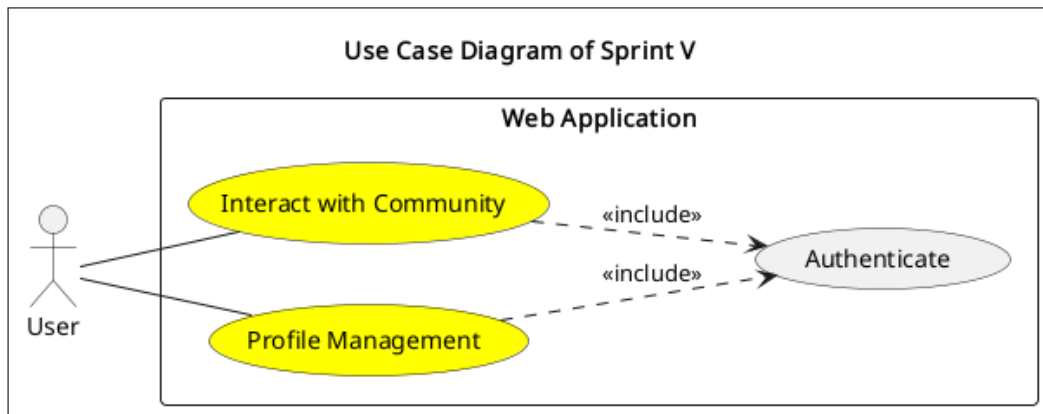 Use Case Diagram of Sprint V
Web Application
Interact with Community
«include»
Authenticate
«include»
User
Profile Management